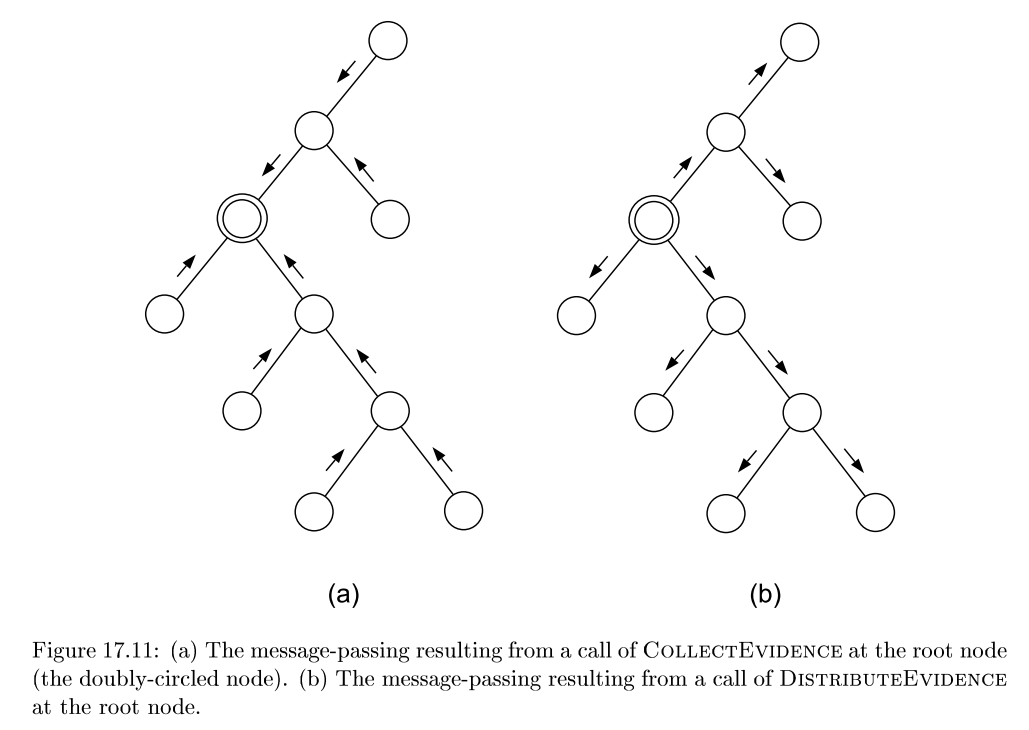 (a)
(b)
Figure 17.11: (a) The message-passing resulting from a call of COLLECTEVIDENCE at the root node
(the doubly-circled node). (b) The message-passing resulting from a call of DISTRIBUTEEVIDENCE
at the root node.